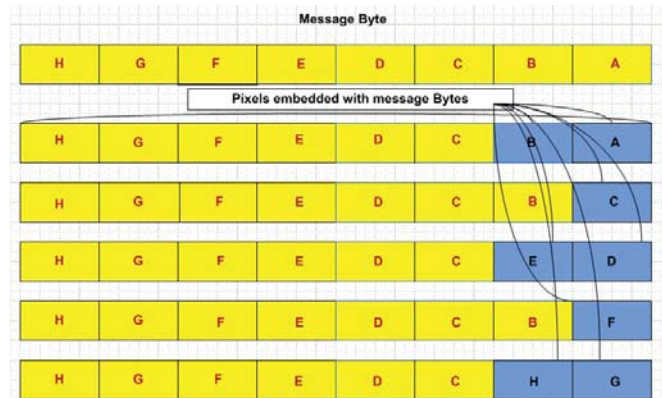 Message Byte
H G F E D C B A
Pixels embedded with message Bytes
H G F E D C B A
H G F E D C B C
H G F E D C E D
H G F E D C B F
H G F E D C H G